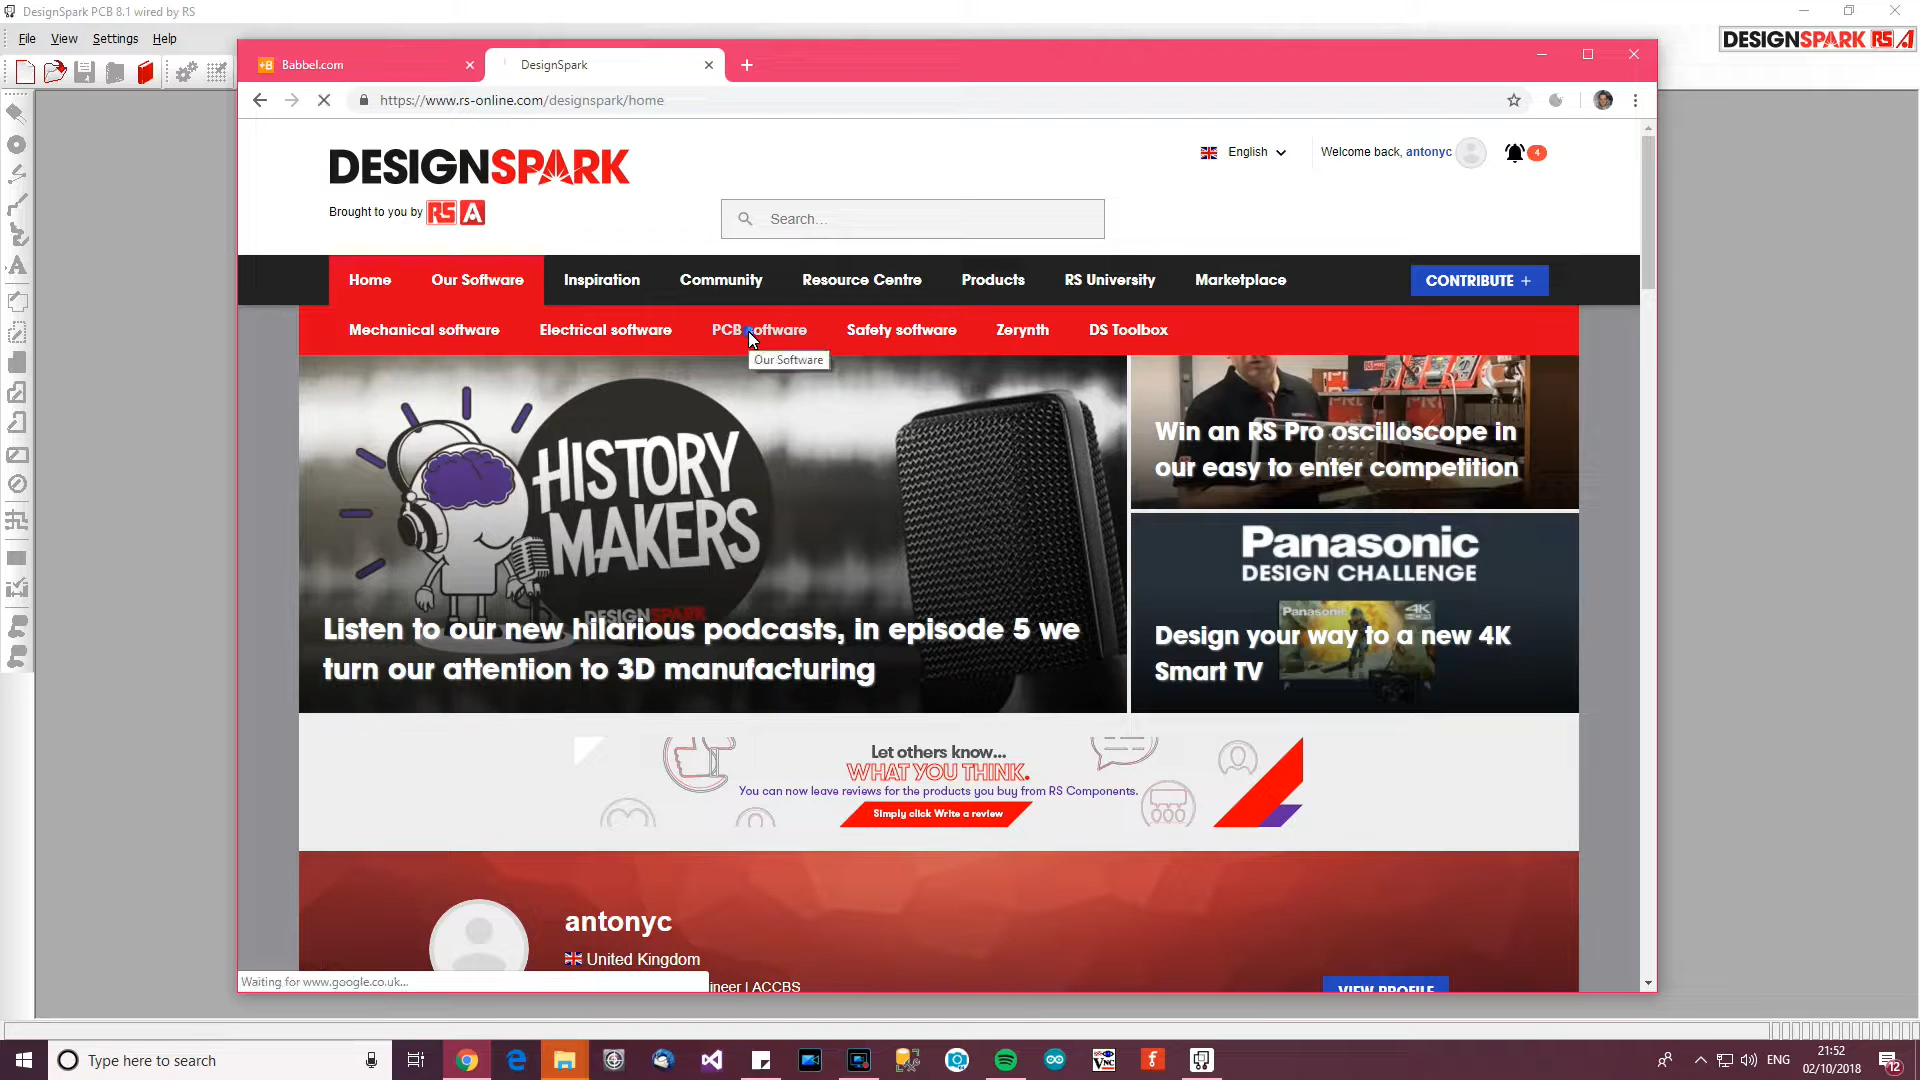 DesignSpark PCB 8.1 wired by RS
File View Settings Help
DESIGNSPARK RS A
+B Babbel.com
DesignSpark
https://www.rs-online.com/designspark/home
DESIGNSPARK
Brought to you by RS A
English
Welcome back, antonyc
4
Search...
Home Our Software Inspiration Community Resource Centre Products RS University Marketplace
CONTRIBUTE +
Mechanical software Electrical software PCB software Safety software Zerynth DS Toolbox
Our Software
HISTORY
MAKERS
DESIGNSPARK
Listen to our new hilarious podcasts, in episode 5 we
turn our attention to 3D manufacturing
Win an RS Pro oscilloscope in
our easy to enter competition
Panasonic
DESIGN CHALLENGE
Panasonic 4K
Design your way to a new 4K
Smart TV
Let others know...
WHAT YOU THINK.
You can now leave reviews for the products you buy from RS Components.
Simply click Write a review
antonyc
United Kingdom
ineer | ACCBS
VIEW PROFILE
Waiting for www.google.co.uk...
Type here to search
ENG
21:52
02/10/2018
12